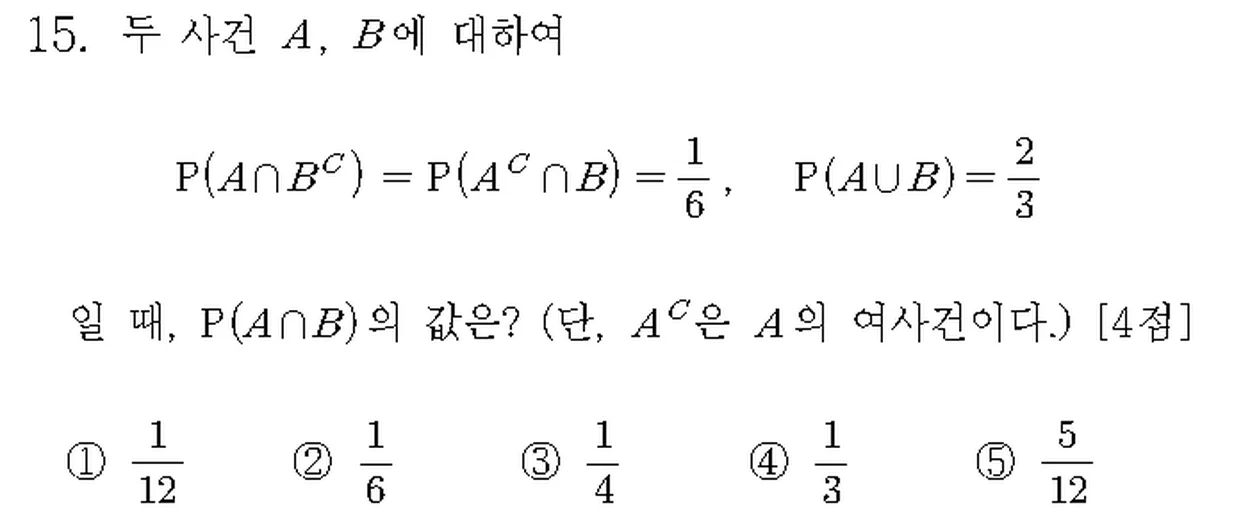 15. 두 사건 A, B에 대하여
P(A∩B^C) = P(A^C∩B) = 1/6, P(A∪B) = 2/3
일 때, P(A∩B)의 값은? (단, A^C은 A의 여사건이다.) [4점]
① 1/12 ② 1/6 ③ 1/4 ④ 1/3 ⑤ 5/12